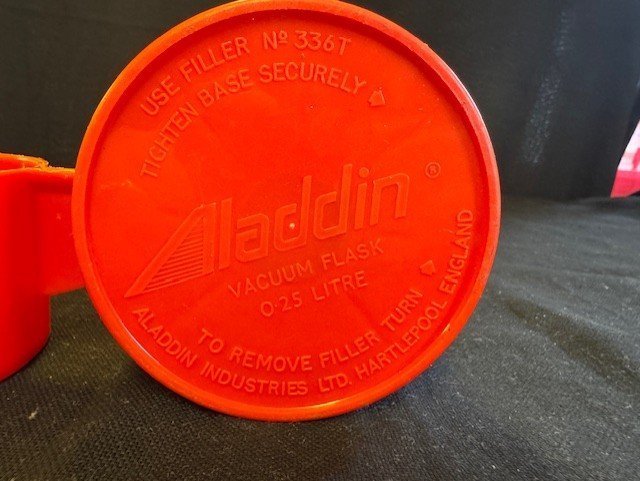 USE FILLER Nº 336T
TIGHTEN BASE SECURELY
Aladdin ®
VACUUM FLASK
0·25 LITRE
TO REMOVE FILLER TURN
ALADDIN INDUSTRIES LTD. HARTLEPOOL ENGLAND